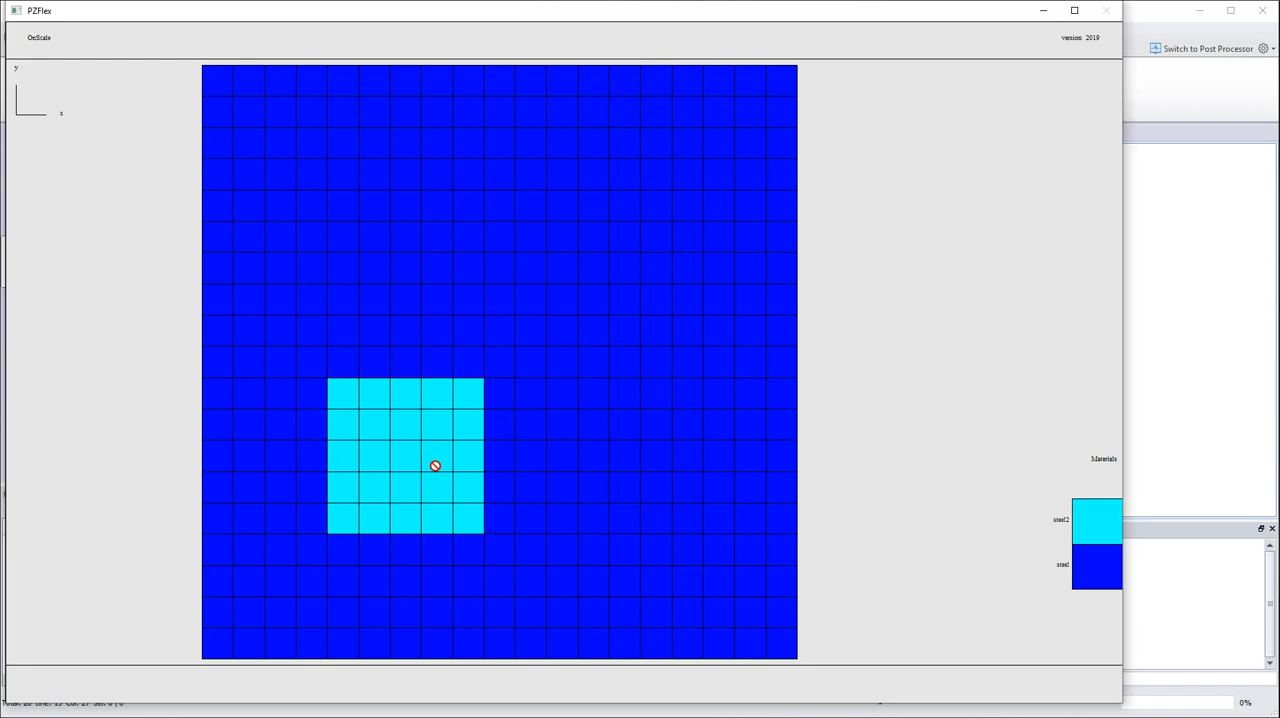 PZFlex
OnScale
version 2019
Switch to Post Processor
y
x
Materials
steel2
steel
0%